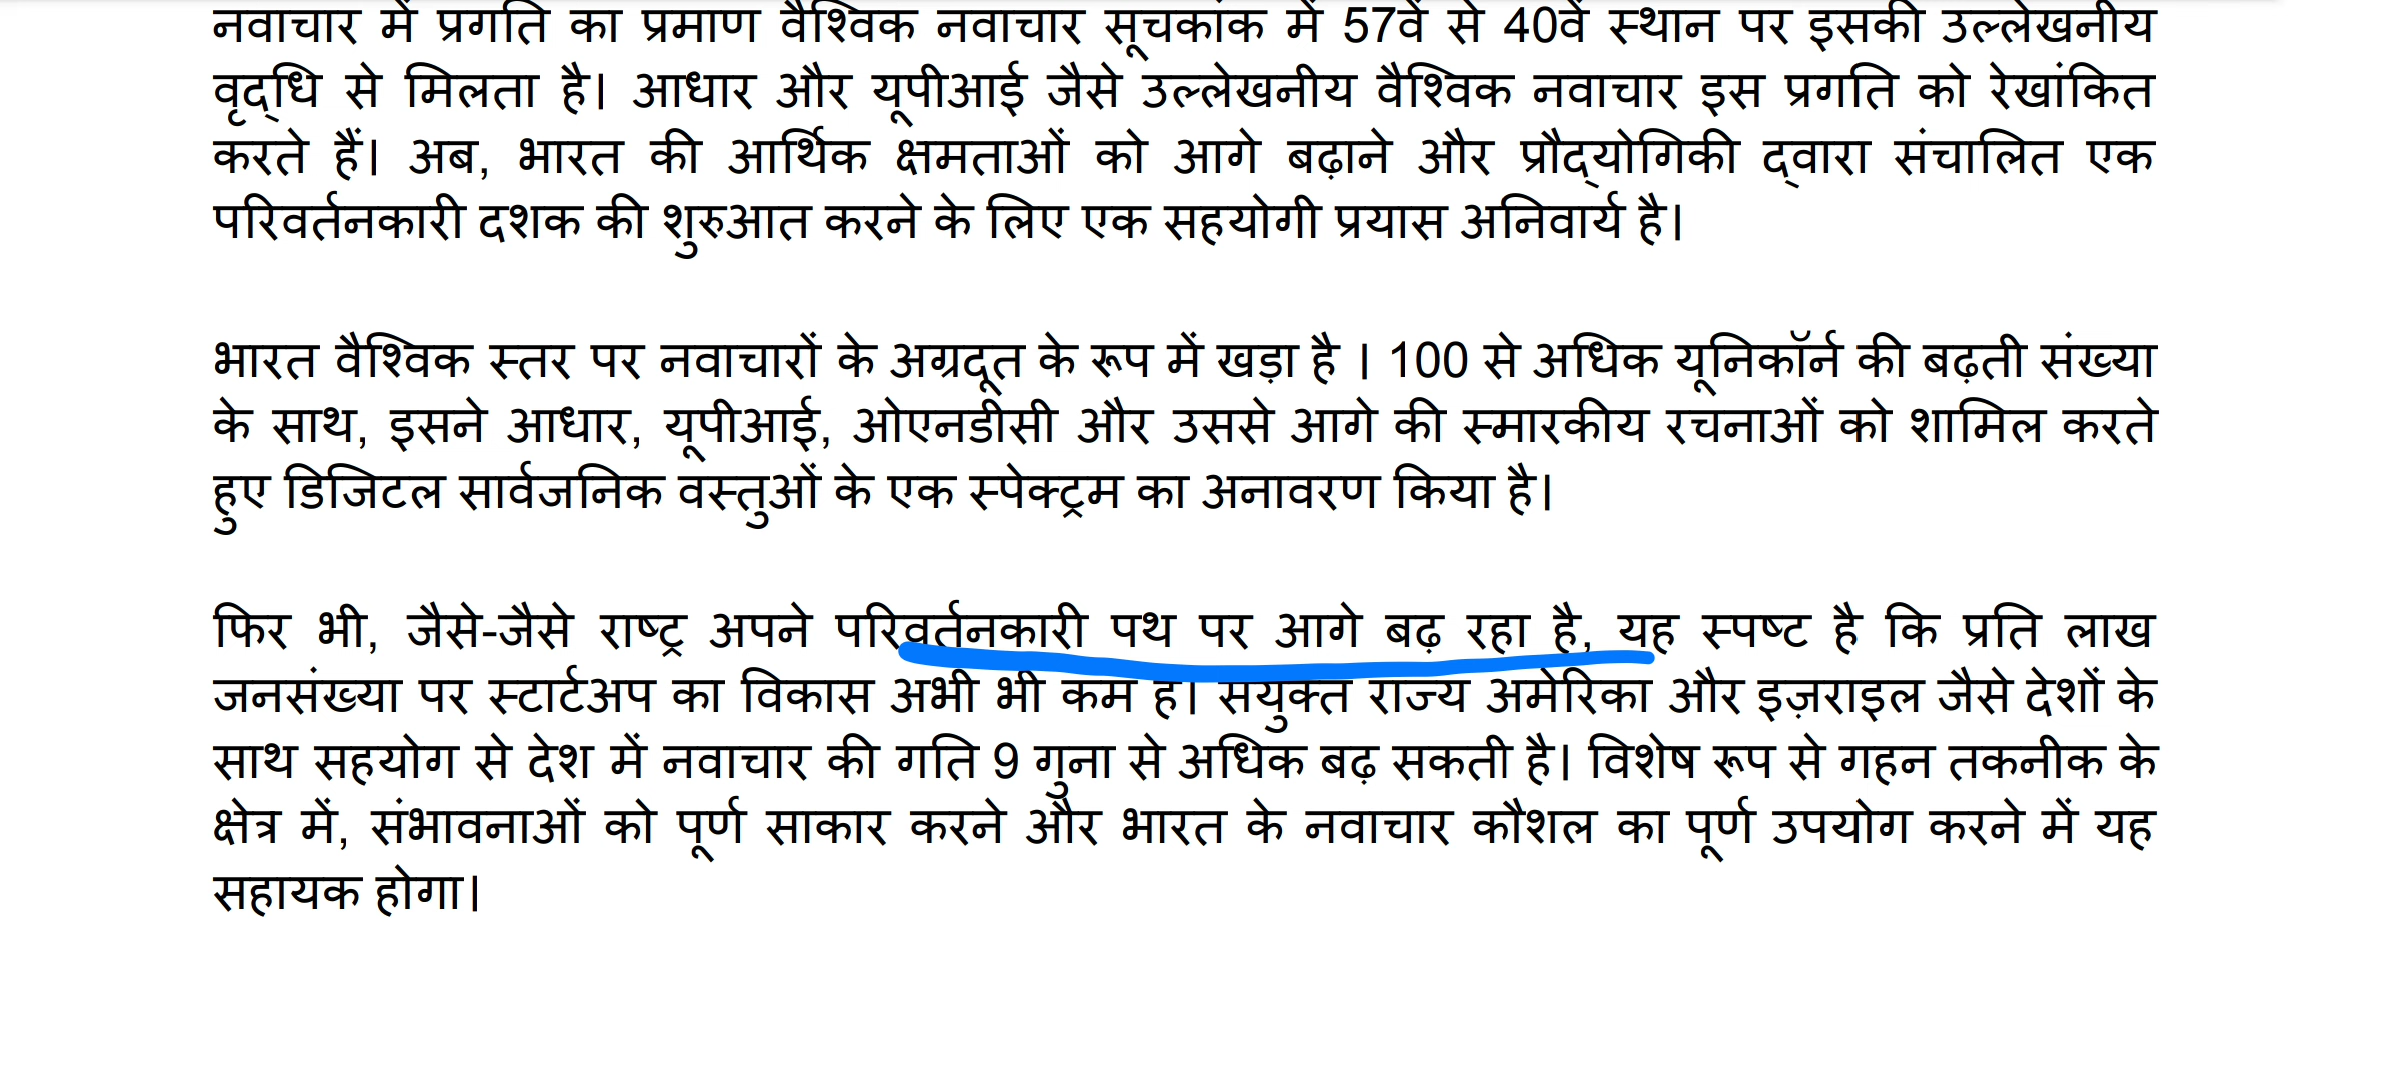 नवाचार में प्रगति का प्रमाण वैश्विक नवाचार सूचकांक में 57वें से 40वें स्थान पर इसकी उल्लेखनीय
वृद्धि से मिलता है। आधार और यूपीआई जैसे उल्लेखनीय वैश्विक नवाचार इस प्रगति को रेखांकित
करते हैं। अब, भारत की आर्थिक क्षमताओं को आगे बढ़ाने और प्रौद्योगिकी द्वारा संचालित एक
परिवर्तनकारी दशक की शुरुआत करने के लिए एक सहयोगी प्रयास अनिवार्य है।
भारत वैश्विक स्तर पर नवाचारों के अग्रदूत के रूप में खड़ा है । 100 से अधिक यूनिकॉर्न की बढ़ती संख्या
के साथ, इसने आधार, यूपीआई, ओएनडीसी और उससे आगे की स्मारकीय रचनाओं को शामिल करते
हुए डिजिटल सार्वजनिक वस्तुओं के एक स्पेक्ट्रम का अनावरण किया है।
फिर भी, जैसे-जैसे राष्ट्र अपने परिवर्तनकारी पथ पर आगे बढ़ रहा है, यह स्पष्ट है कि प्रति लाख
जनसंख्या पर स्टार्टअप का विकास अभी भी कम है। संयुक्त राज्य अमेरिका और इज़राइल जैसे देशों के
साथ सहयोग से देश में नवाचार की गति 9 गुना से अधिक बढ़ सकती है। विशेष रूप से गहन तकनीक के
क्षेत्र में, संभावनाओं को पूर्ण साकार करने और भारत के नवाचार कौशल का पूर्ण उपयोग करने में यह
सहायक होगा।